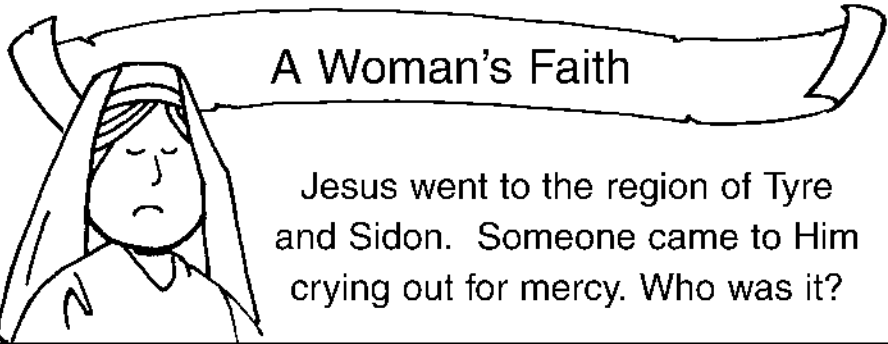 A Woman's Faith
Jesus went to the region of Tyre
and Sidon.  Someone came to Him
crying out for mercy. Who was it?